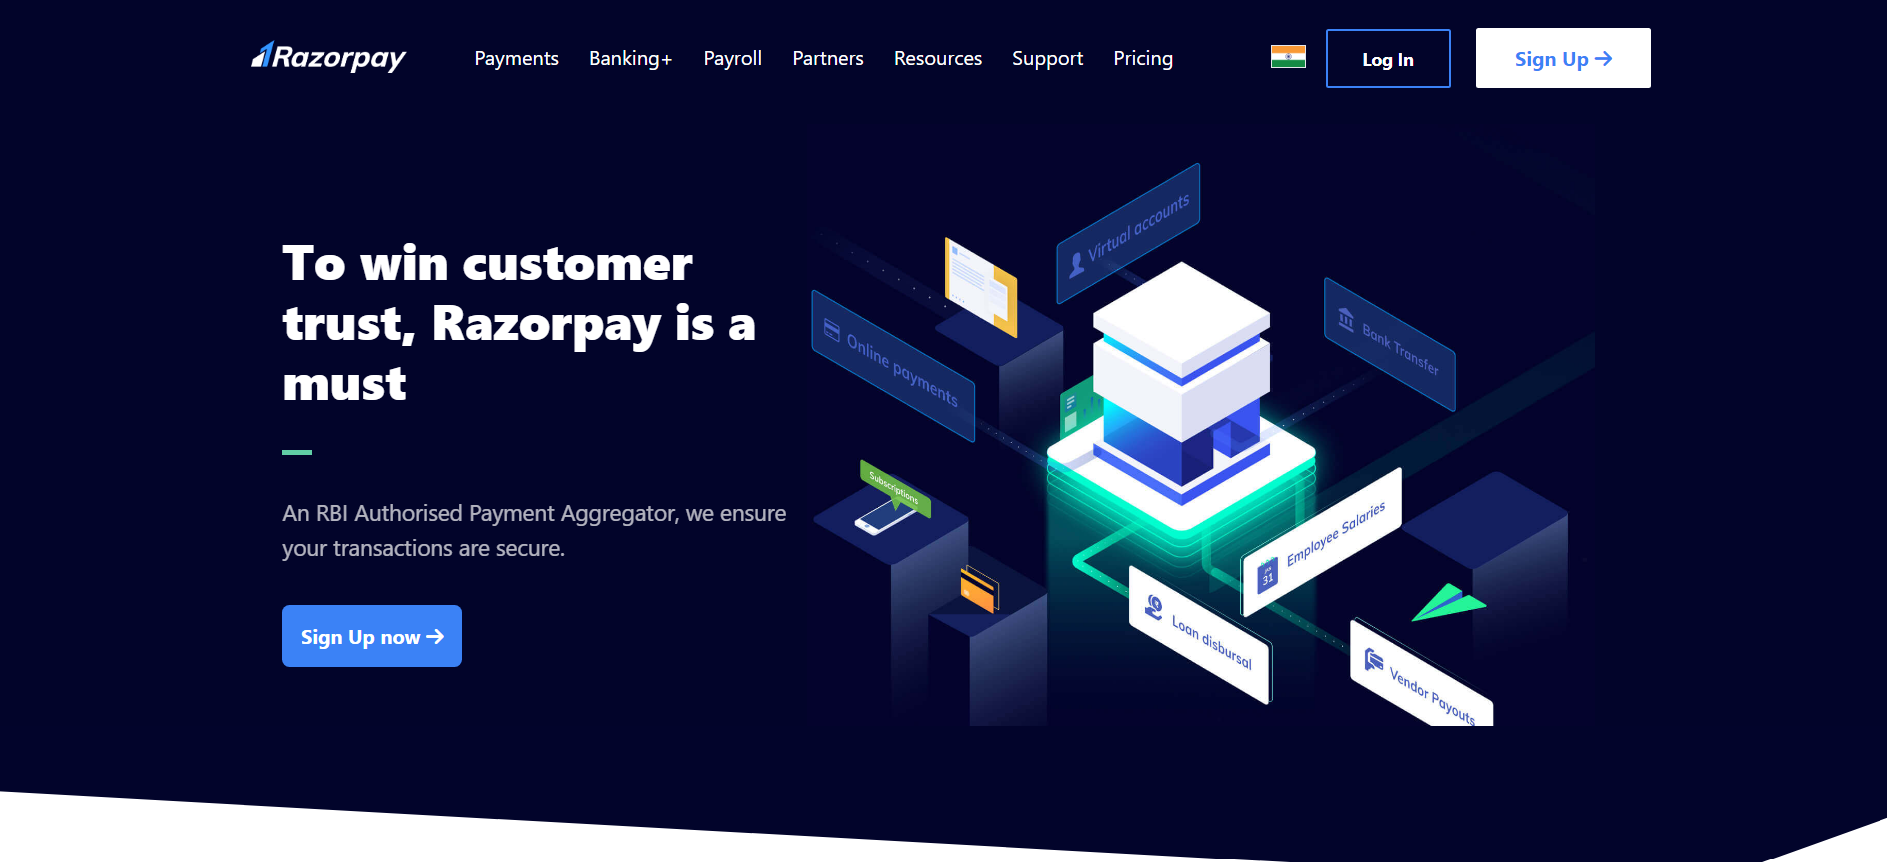 Razorpay
Payments
Banking+
Payroll
Partners
Resources
Support
Pricing
Log In
Sign Up
To win customer
trust, Razorpay is a
must
An RBI Authorised Payment Aggregator, we ensure
your transactions are secure.
Sign Up now
Virtual accounts
Online payments
Bank Transfer
Subscriptions
Employee Salaries
JAN
31
Loan disbursal
Vendor Payouts